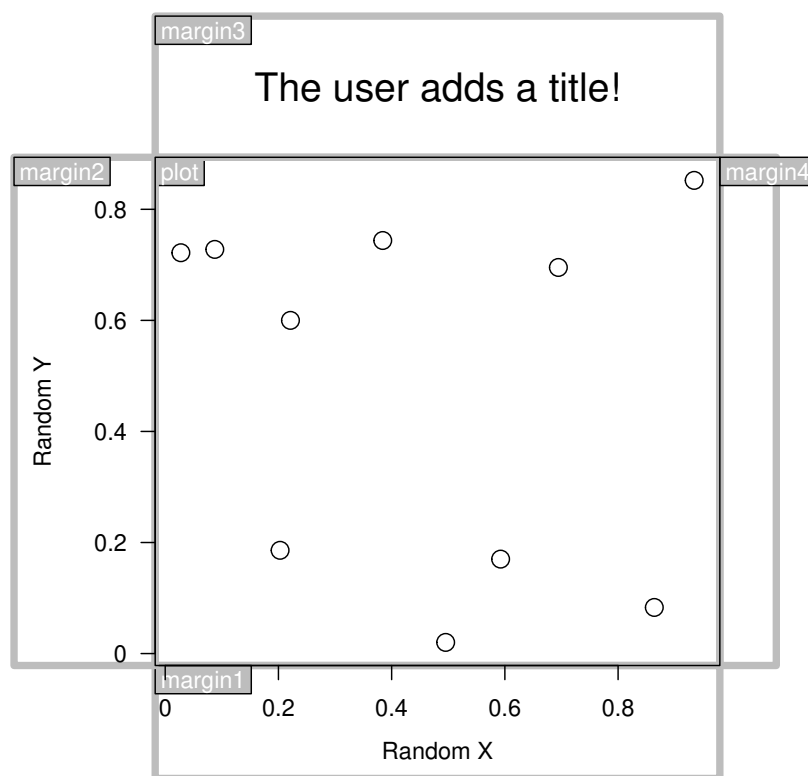 margin3
The user adds a title!
margin2
plot
margin4
0.8
0.6
0.4
0.2
0
Random Y
margin1
0 0.2 0.4 0.6 0.8
Random X